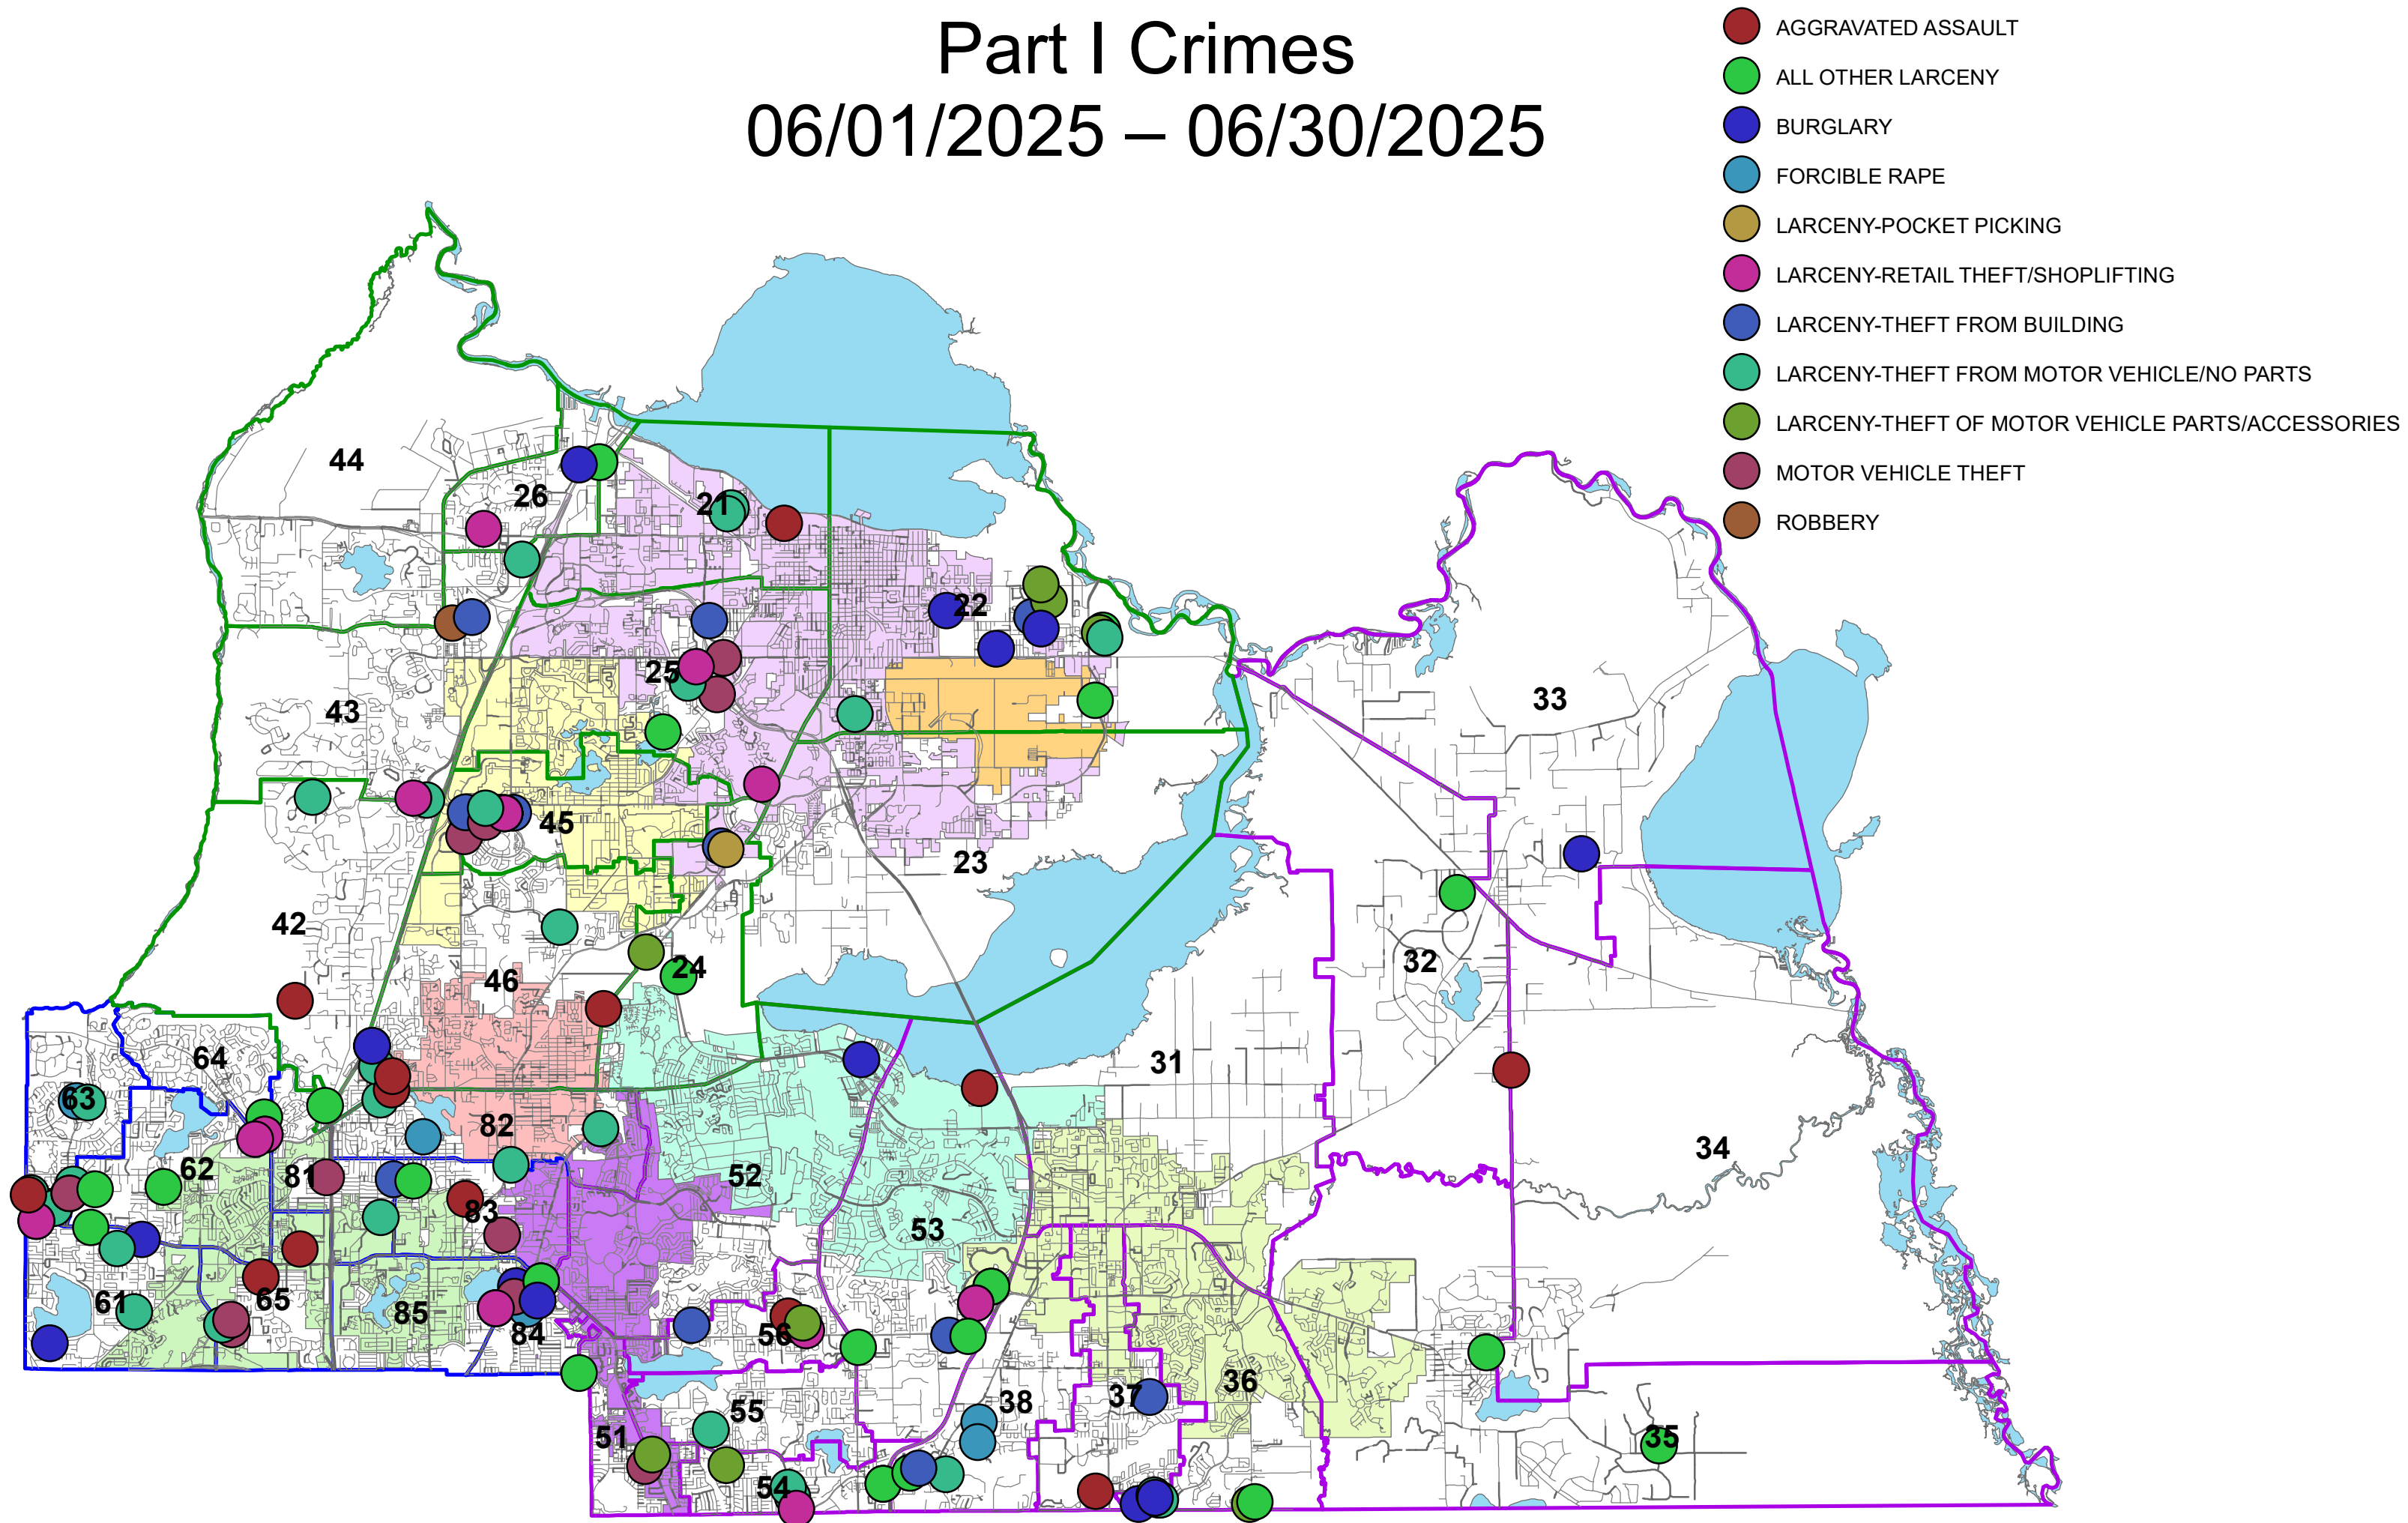 Part I Crimes
06/01/2025 – 06/30/2025
AGGRAVATED ASSAULT
ALL OTHER LARCENY
BURGLARY
FORCIBLE RAPE
LARCENY-POCKET PICKING
LARCENY-RETAIL THEFT/SHOPLIFTING
LARCENY-THEFT FROM BUILDING
LARCENY-THEFT FROM MOTOR VEHICLE/NO PARTS
LARCENY-THEFT OF MOTOR VEHICLE PARTS/ACCESSORIES
MOTOR VEHICLE THEFT
ROBBERY
44
26
21
22
25
43
33
45
23
42
32
24
46
64
31
63
82
34
62
81
52
83
53
61
65
85
84
56
36
37
38
55
51
35
54